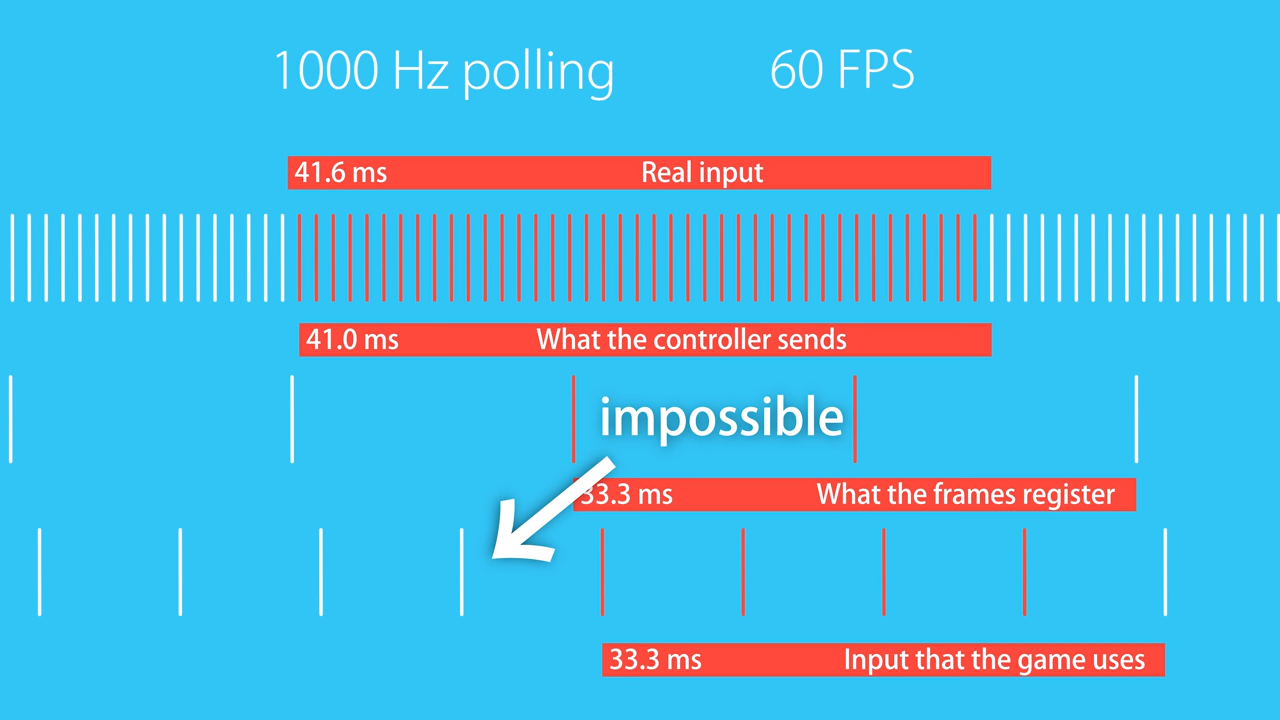 1000 Hz polling 60 FPS
41.6 ms Real input
41.0 ms What the controller sends
impossible
33.3 ms What the frames register
33.3 ms Input that the game uses